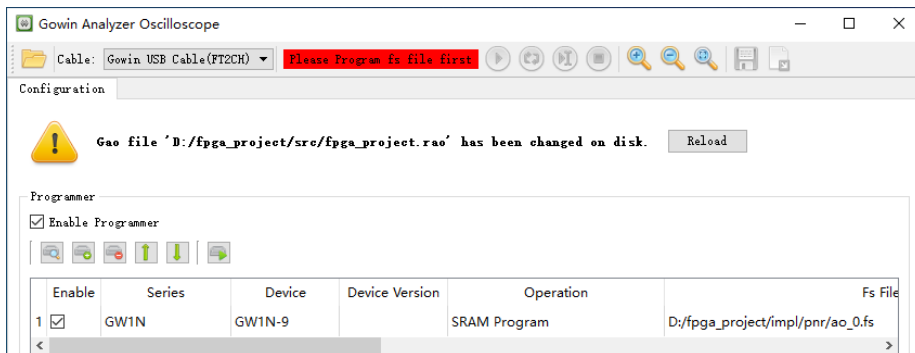 Gowin Analyzer Oscilloscope
Cable: Gowin USB Cable(FT2CH) Please Program fs file first
Configuration
Gao file 'D:/fpga_project/src/fpga_project.rao' has been changed on disk. Reload
Programmer
Enable Programmer
Enable Series Device Device Version Operation Fs File
1 GW1N GW1N-9 SRAM Program D:/fpga_project/impl/pnr/ao_0.fs